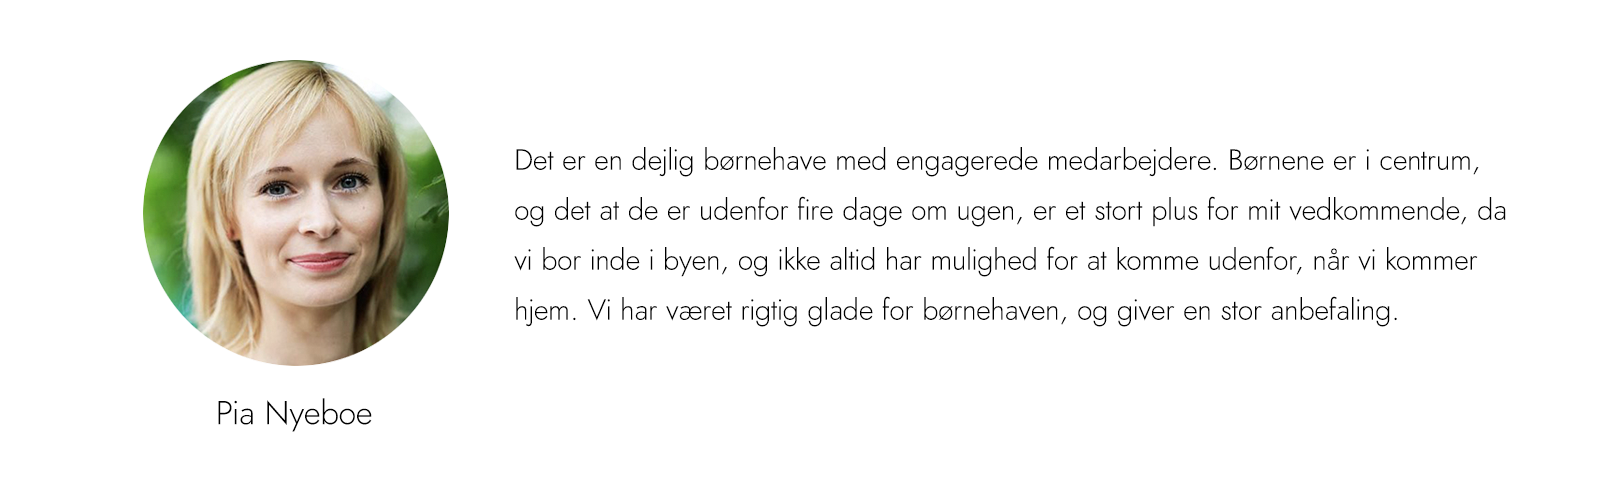 Det er en dejlig børnehave med engagerede medarbejdere. Børnene er i centrum,
og det at de er udenfor fire dage om ugen, er et stort plus for mit vedkommende, da
vi bor inde i byen, og ikke altid har mulighed for at komme udenfor, når vi kommer
hjem. Vi har været rigtig glade for børnehaven, og giver en stor anbefaling.
Pia Nyeboe